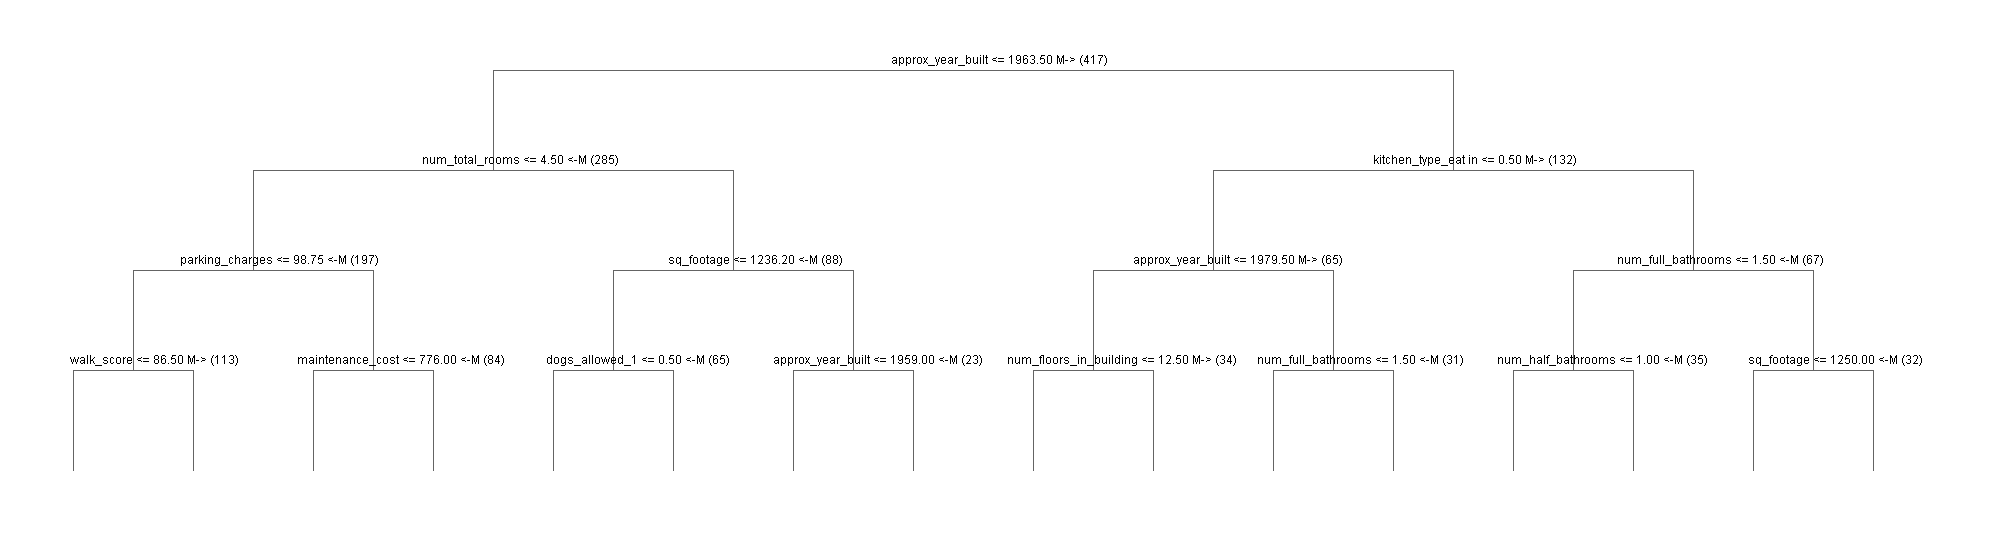 approx_year_built <= 1963.50 M-> (417)
num_total_rooms <= 4.50 <-M (285)
kitchen_type_eat in <= 0.50 M-> (132)
parking_charges <= 98.75 <-M (197)
sq_footage <= 1236.20 <-M (88)
approx_year_built <= 1979.50 M-> (65)
num_full_bathrooms <= 1.50 <-M (67)
walk_score <= 86.50 M-> (113)
maintenance_cost <= 776.00 <-M (84)
dogs_allowed_1 <= 0.50 <-M (65)
approx_year_built <= 1959.00 <-M (23)
num_floors_in_building <= 12.50 M-> (34)
num_full_bathrooms <= 1.50 <-M (31)
num_half_bathrooms <= 1.00 <-M (35)
sq_footage <= 1250.00 <-M (32)